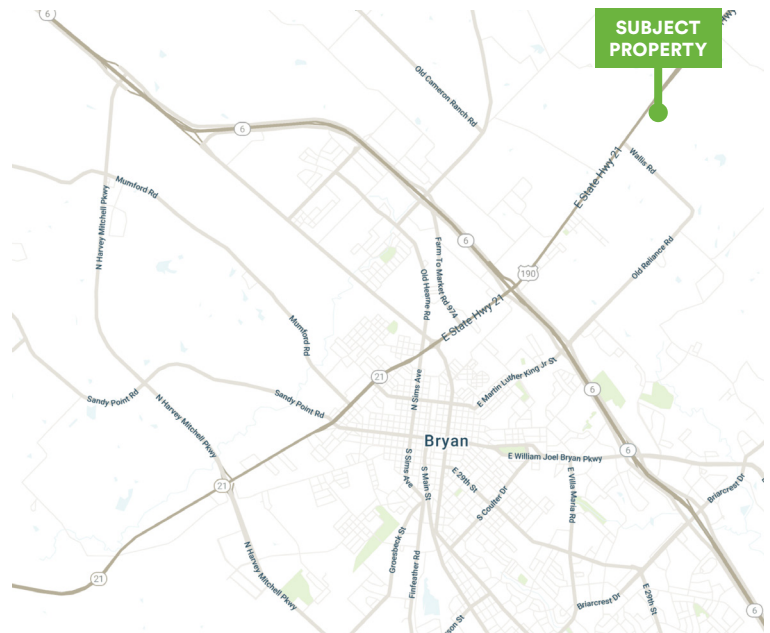 6
SUBJECT
PROPERTY
Hwy
Old Cameron Ranch Rd
6
E State Hwy 21
Wallis Rd
Mumford Rd
N Harvey Mitchell Pkwy
Farm To Market Rd 974
6
Old Reliance Rd
190
Old Hearne Rd
E State Hwy 21
Mumford Rd
21
E Martin Luther King Jr St
N Sims Ave
6
Sandy Point Rd
Sandy Point Rd
N Harvey Mitchell Pkwy
Bryan
E William Joel Bryan Pkwy
6
S Sims Ave
S Main St
E 29th St
S Coulter Dr
E Villa Maria Rd
Briarcrest Dr
21
Groesbeck St
Finfeather Rd
N Harvey Mitchell Pkwy
21
E 29th St
Briarcrest Dr
6
son St